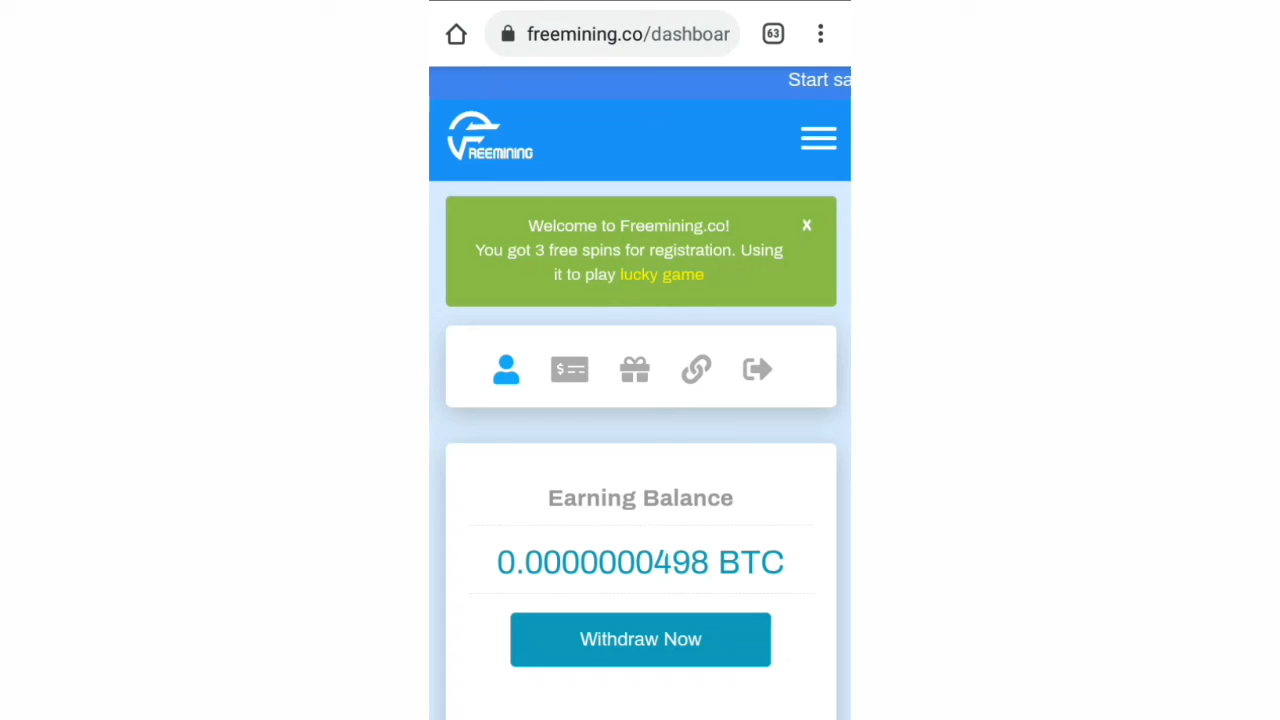 freemining.co/dashboar
63
Start sa
FREEMINING
Welcome to Freemining.co!
X
You got 3 free spins for registration. Using
it to play lucky game
$
Earning Balance
0.0000000498 BTC
Withdraw Now